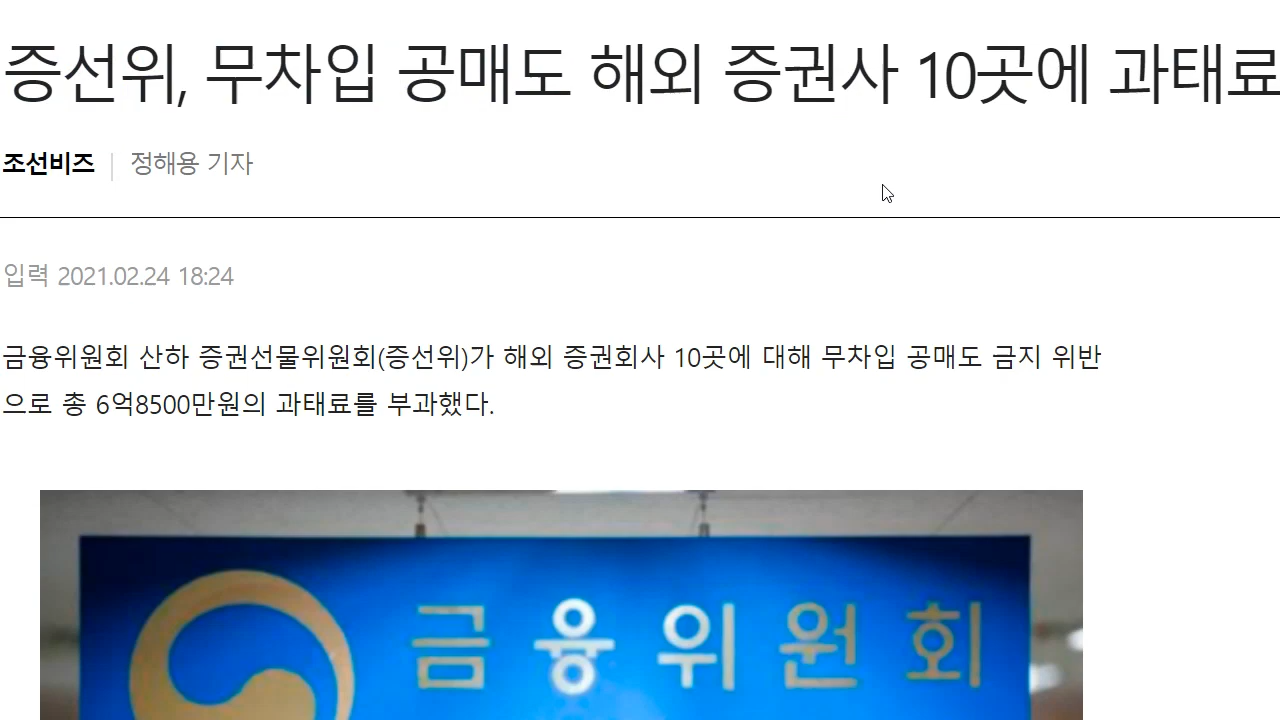 증선위, 무차입 공매도 해외 증권사 10곳에 과태료
조선비즈 | 정해용 기자
입력 2021.02.24 18:24
금융위원회 산하 증권선물위원회(증선위)가 해외 증권회사 10곳에 대해 무차입 공매도 금지 위반
으로 총 6억8500만원의 과태료를 부과했다.
금융위원회